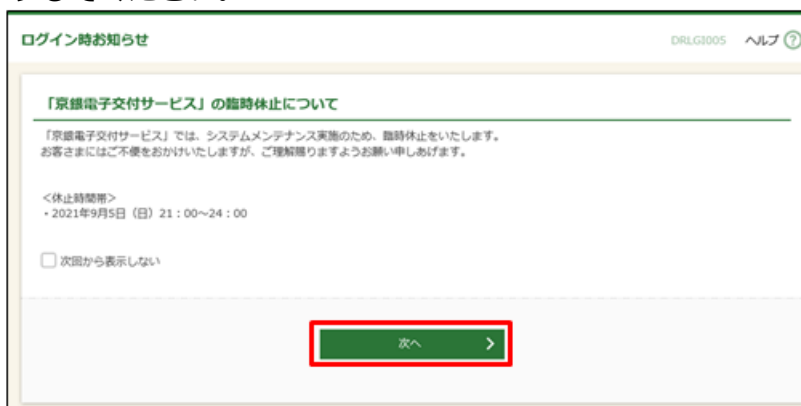 ログイン時お知らせ
DRLGI005 ヘルプ ?
「京銀電子交付サービス」の臨時休止について
「京銀電子交付サービス」では、システムメンテナンス実施のため、臨時休止をいたします。
お客さまにはご不便をおかけいたしますが、ご理解賜りますようお願い申しあげます。
<休止時間帯>
・2021年9月5日（日）21：00～24：00
次回から表示しない
次へ